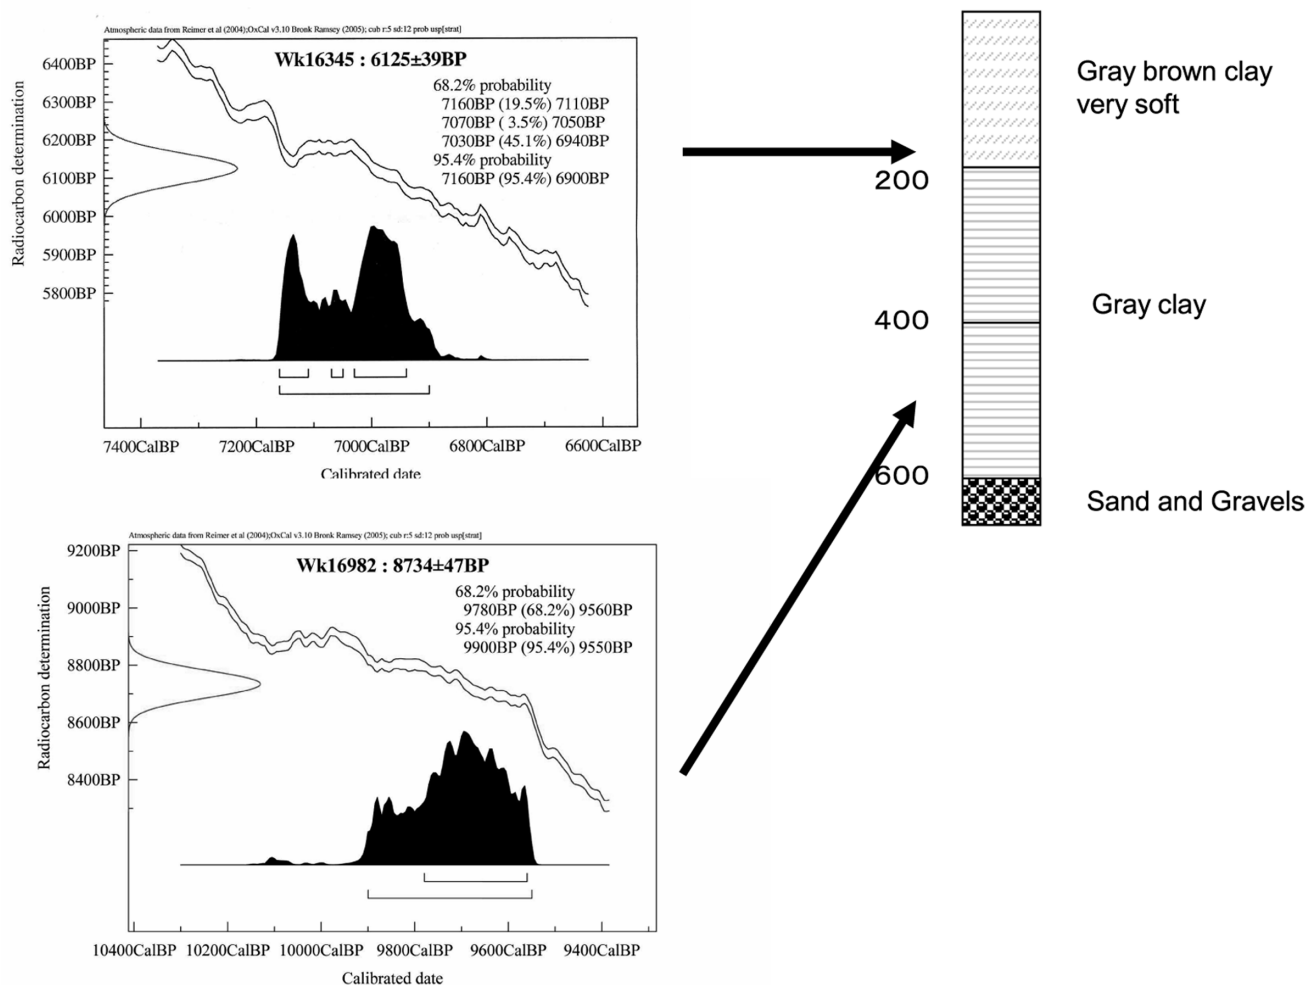 Atmospheric data from Reimer et al (2004);OxCal v3.10 Bronk Ramsey (2005); cub r:5 sd:12 prob usp[strat]
Wk16345 : 6125±39BP
68.2% probability
7160BP (19.5%) 7110BP
7070BP ( 3.5%) 7050BP
7030BP (45.1%) 6940BP
95.4% probability
7160BP (95.4%) 6900BP
Radiocarbon determination
6400BP
6300BP
6200BP
6100BP
6000BP
5900BP
5800BP
7400CalBP 7200CalBP 7000CalBP 6800CalBP 6600CalBP
Calibrated date
Atmospheric data from Reimer et al (2004);OxCal v3.10 Bronk Ramsey (2005); cub r:5 sd:12 prob usp[strat]
Wk16982 : 8734±47BP
68.2% probability
9780BP (68.2%) 9560BP
95.4% probability
9900BP (95.4%) 9550BP
Radiocarbon determination
9200BP
9000BP
8800BP
8600BP
8400BP
10400CalBP 10200CalBP 10000CalBP 9800CalBP 9600CalBP 9400CalBP
Calibrated date
Gray brown clay
very soft
200
Gray clay
400
600
Sand and Gravels